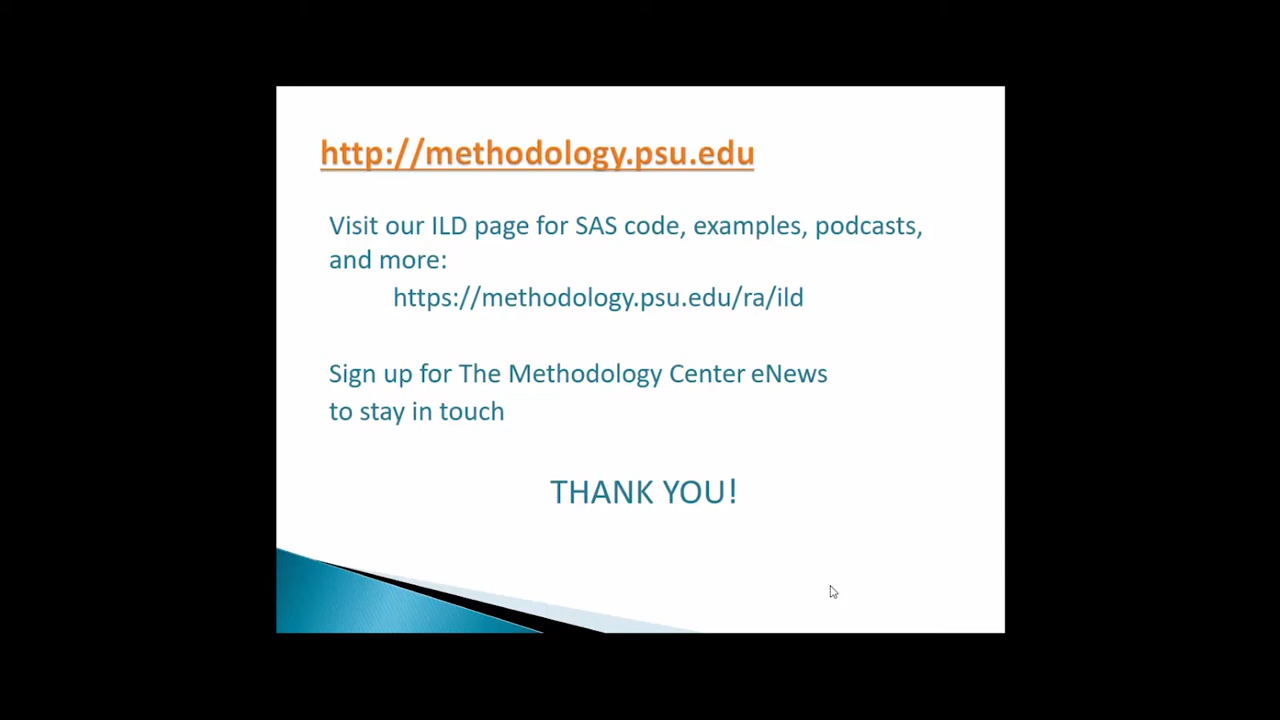 http://methodology.psu.edu
Visit our ILD page for SAS code, examples, podcasts,
and more:
https://methodology.psu.edu/ra/ild
Sign up for The Methodology Center eNews
to stay in touch
THANK YOU!